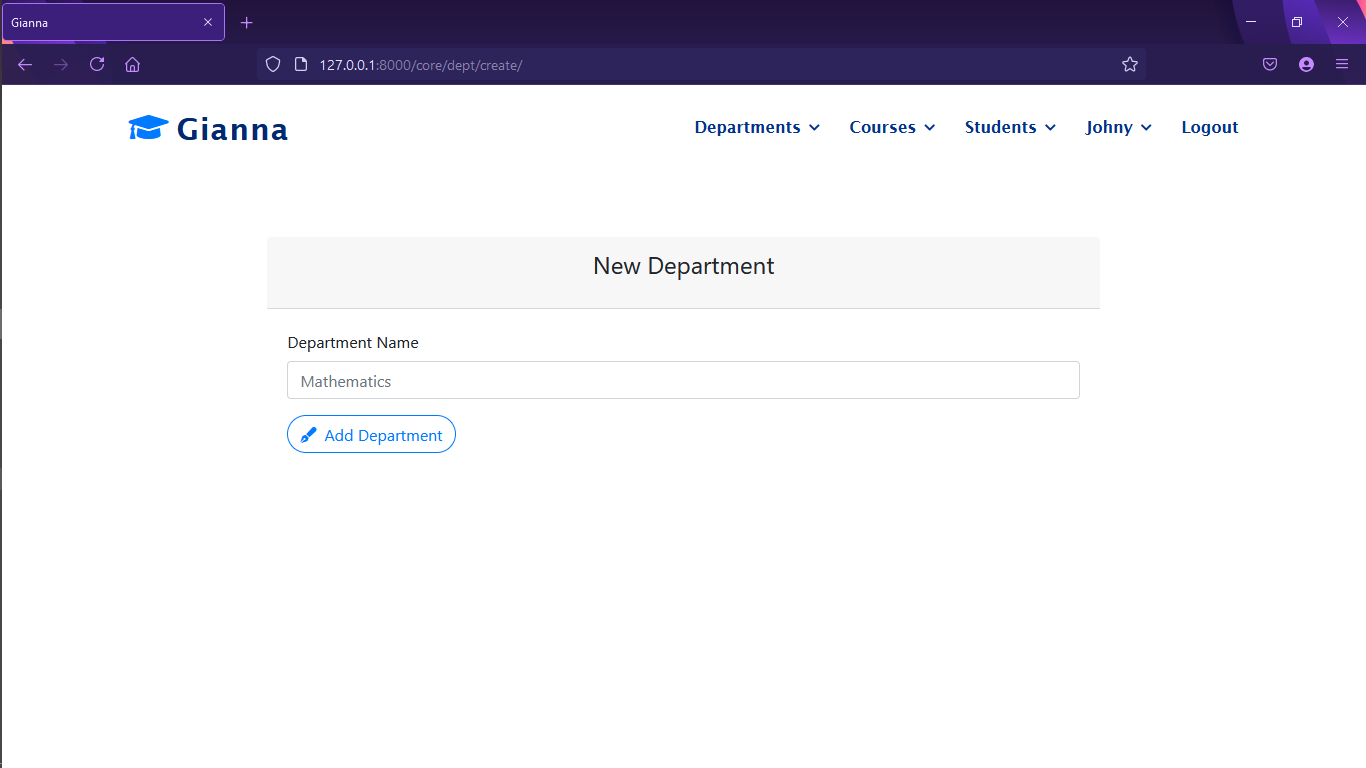 Gianna
127.0.0.1:8000/core/dept/create/
Gianna Departments Courses Students Johny Logout
New Department
Department Name
Mathematics
Add Department